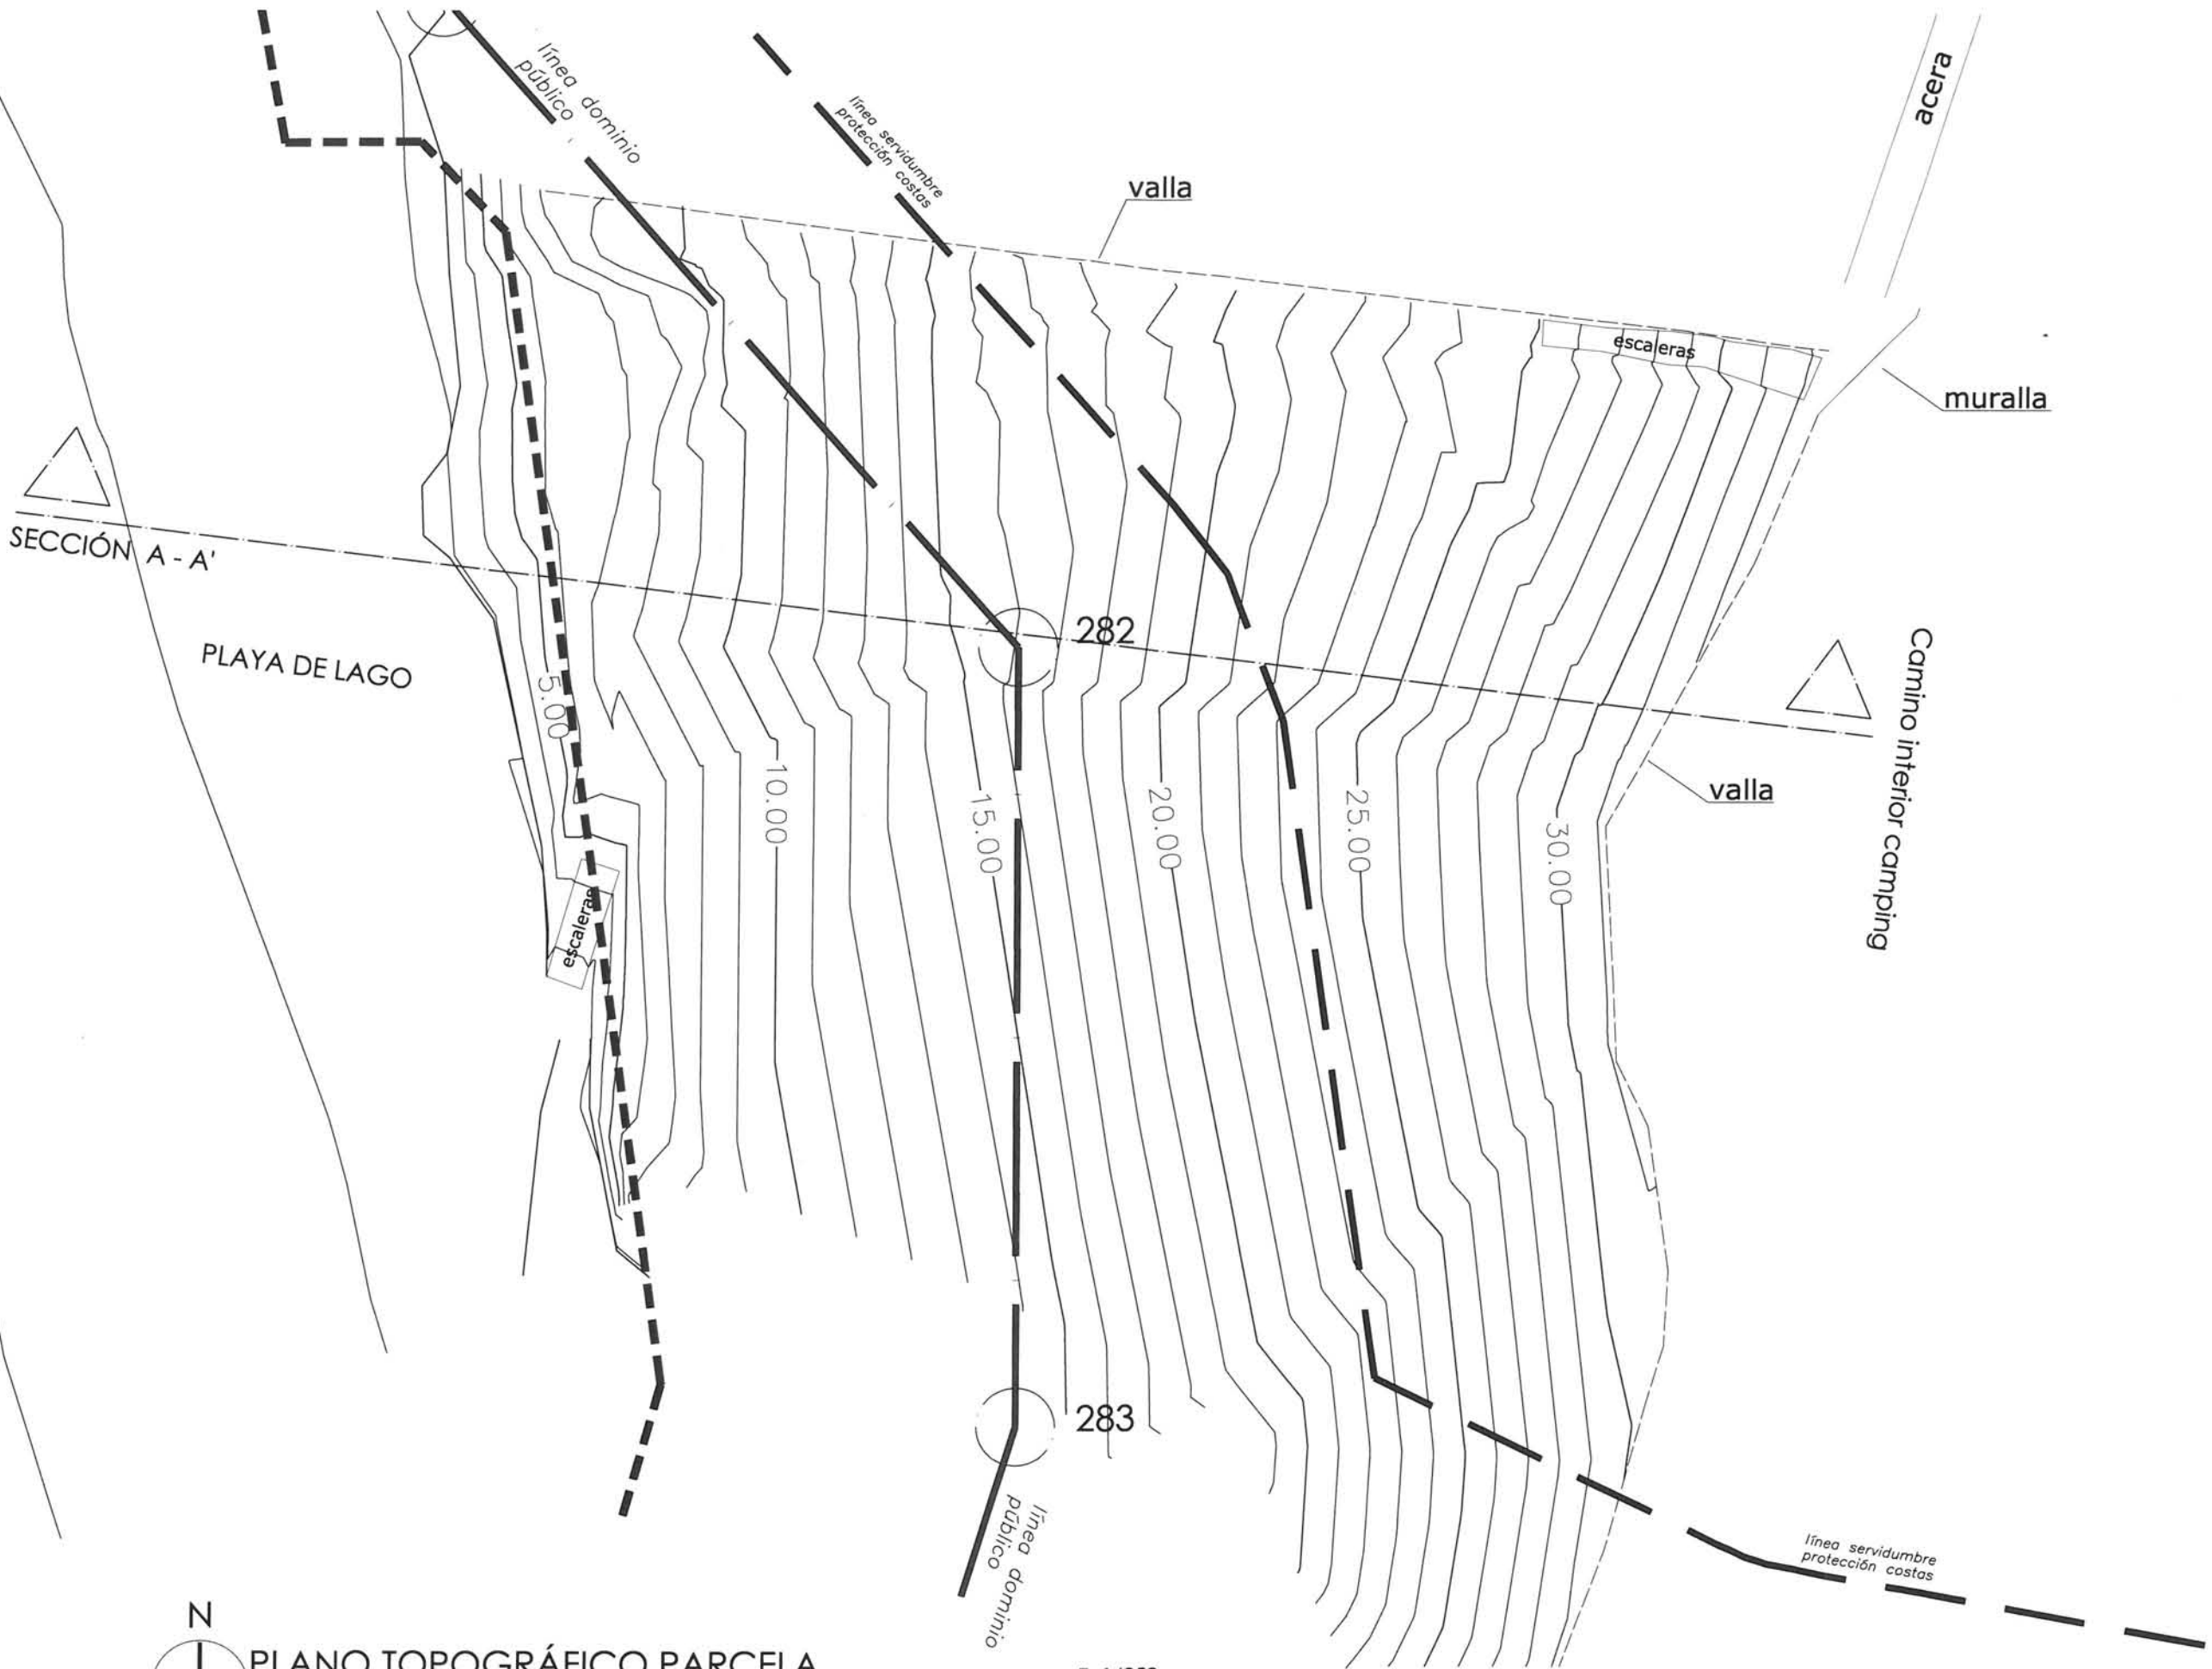 línea dominio
público
línea servidumbre
protección costas
acera
valla
escaleras
muralla
SECCIÓN A - A'
PLAYA DE LAGO
282
5.00
10.00
15.00
20.00
25.00
30.00
valla
Camino interior camping
escaleras
283
línea dominio
público
línea servidumbre
protección costas
N
PLANO TOPOGRÁFICO PARCELA